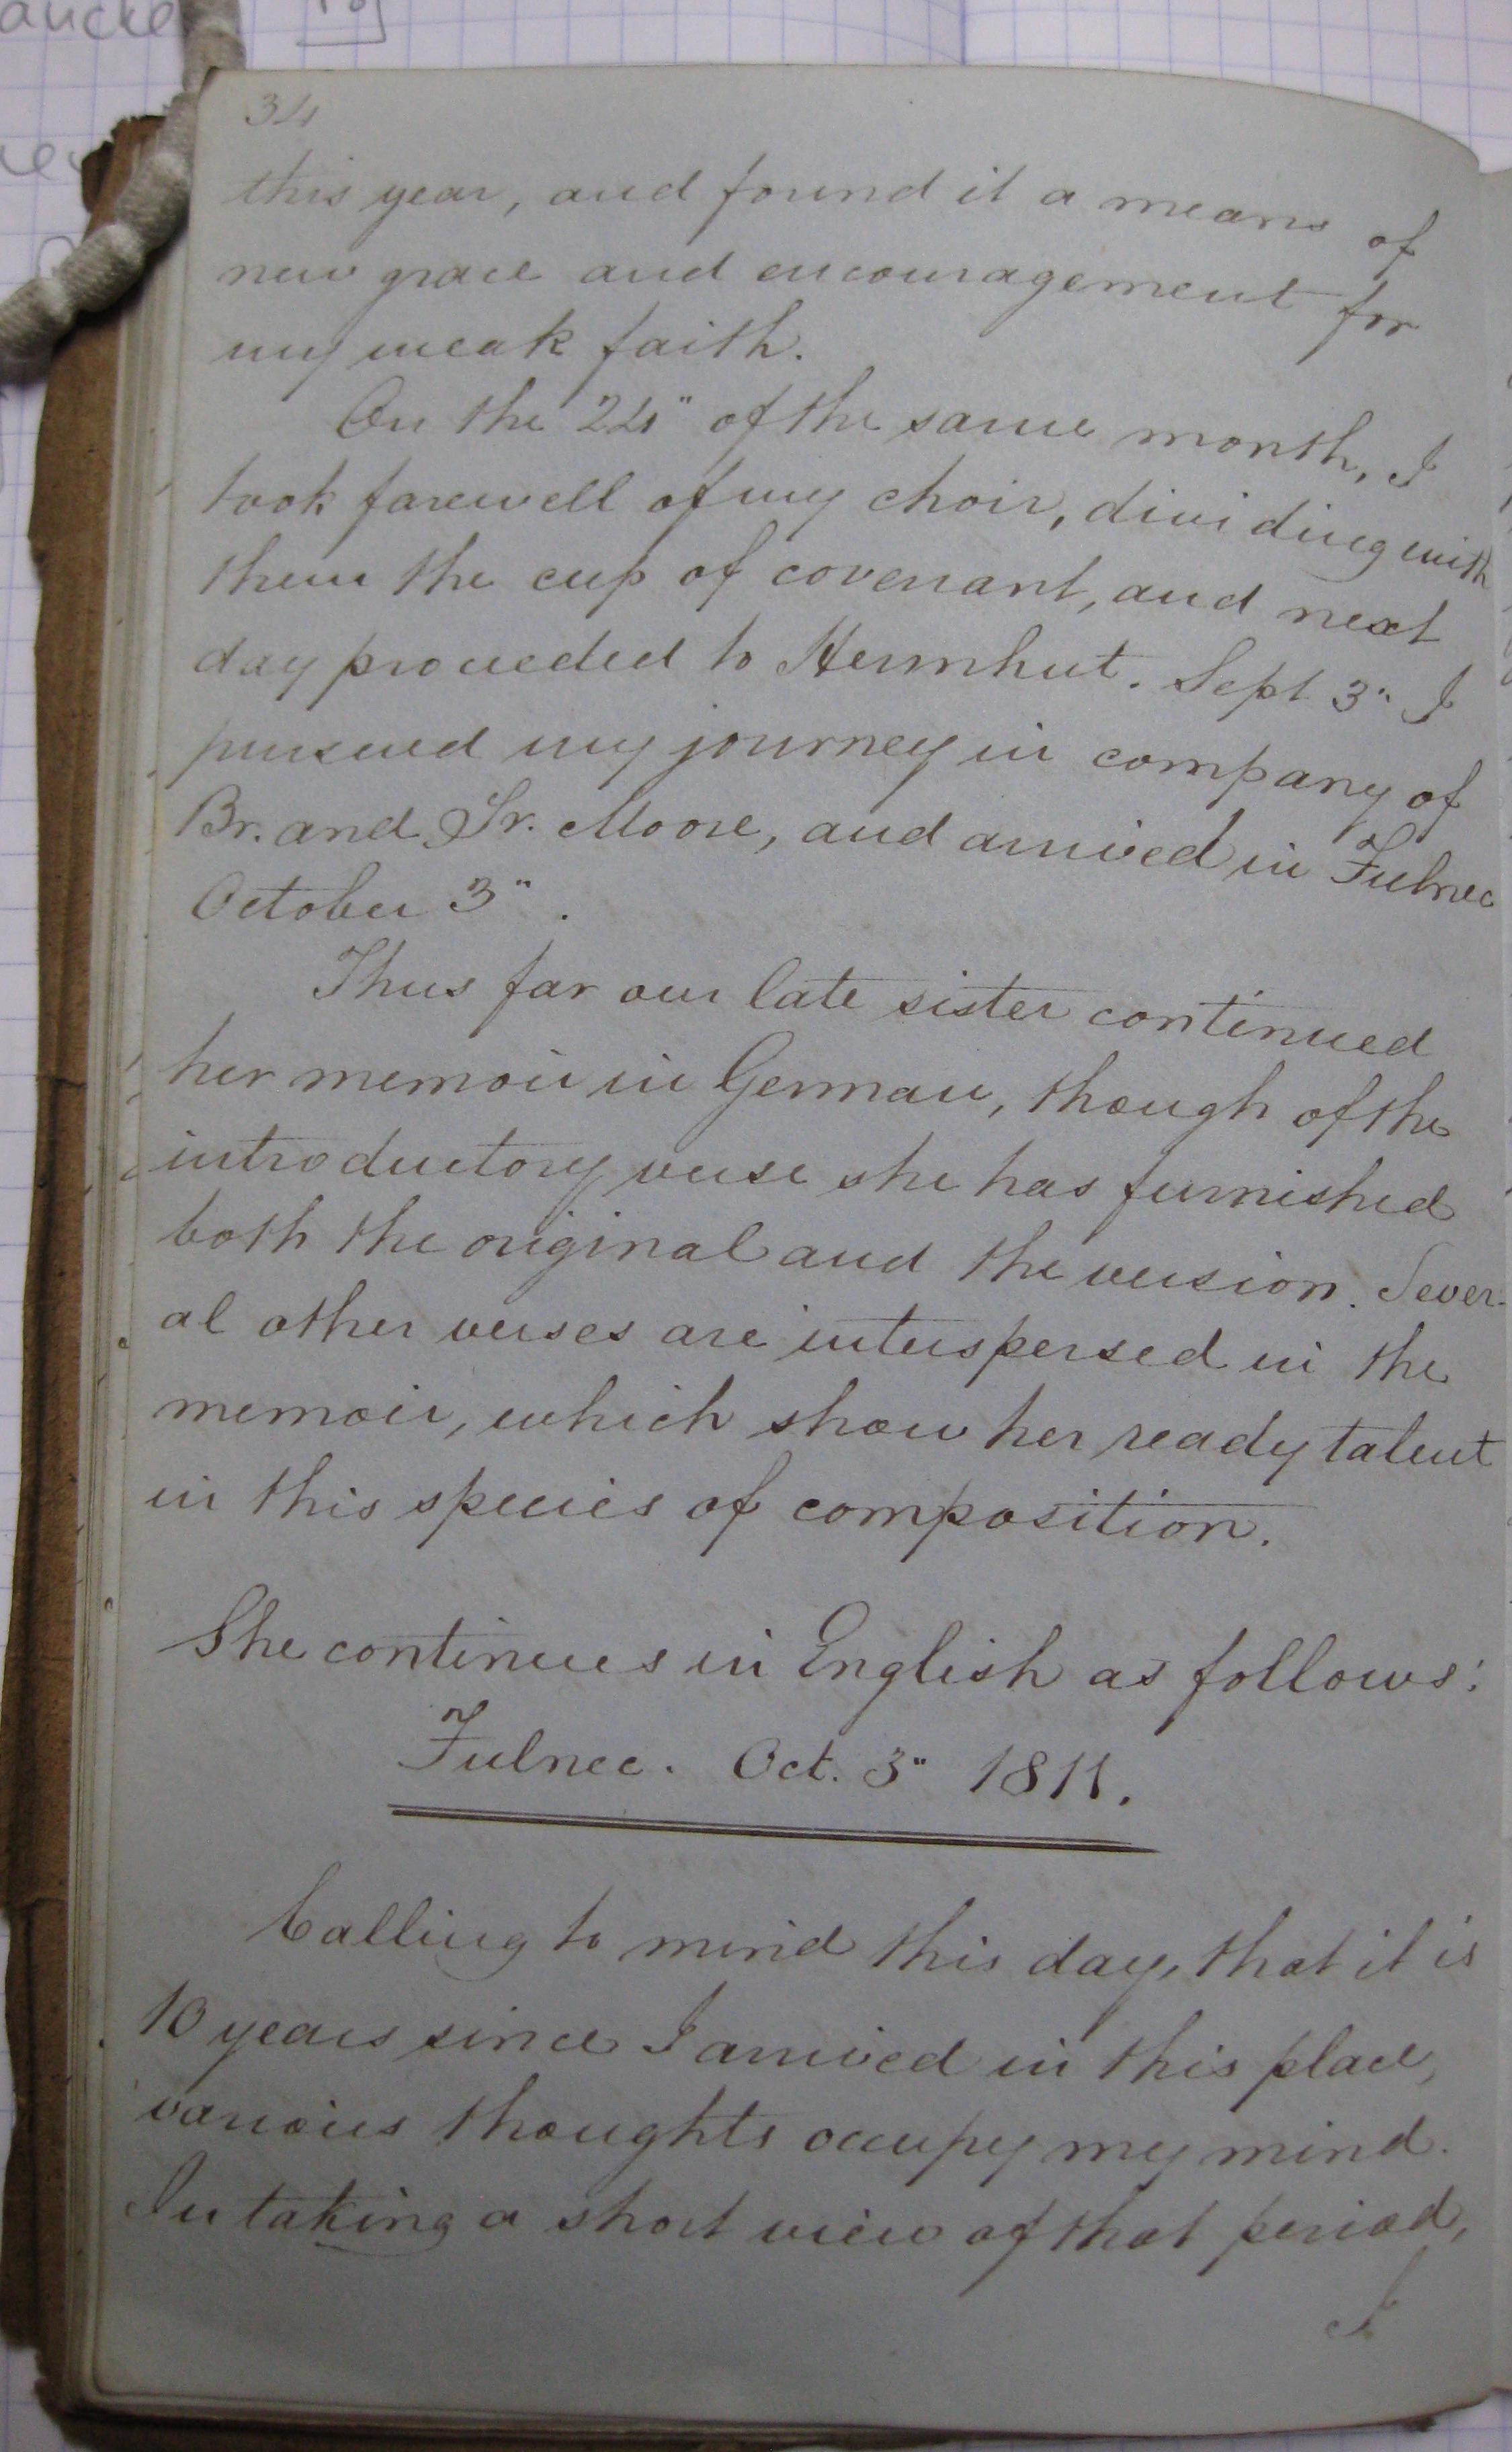 34
this year, and found it a means of
new grace and encouragement for
my weak faith.
On the 24" of the same month, I
took farewell of my choir, dividing with
them the cup of covenant, and next
day proceeded to Herrnhut. Sept 3" I
pursued my journey in company of
Br. and Sr. Moore, and arrived in Fulnec
October 3".
Thus far our late sister continued
her memoir in German, though of the
introductory verse she has furnished
both the original and the version. Sever-
al other verses are interspersed in the
memoir, which show her ready talent
in this species of composition.
She continues in English as follows:
Fulnec. Oct. 3" 1811.
Calling to mind this day, that it is
10 years since I arrived in this place,
various thoughts occupy my mind.
In taking a short view of that period,
I